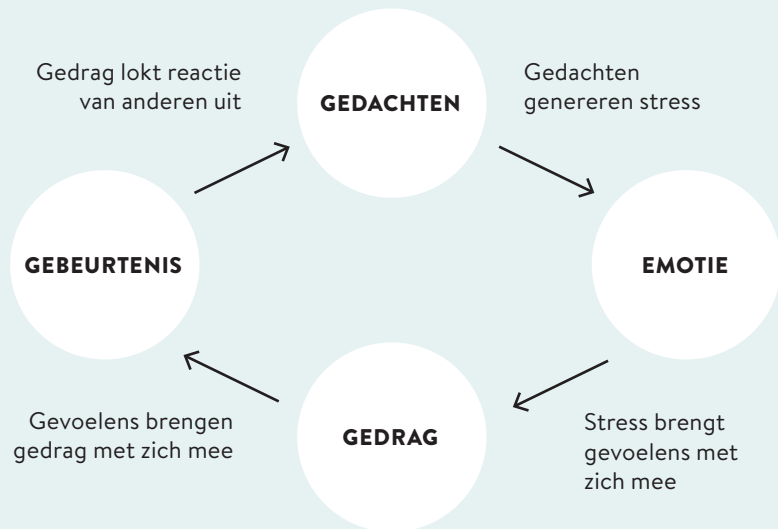 Gedrag lokt reactie
van anderen uit
GEDACHTEN
Gedachten
genereren stress
GEBEURTENIS
EMOTIE
Gevoelens brengen
gedrag met zich mee
GEDRAG
Stress brengt
gevoelens met
zich mee